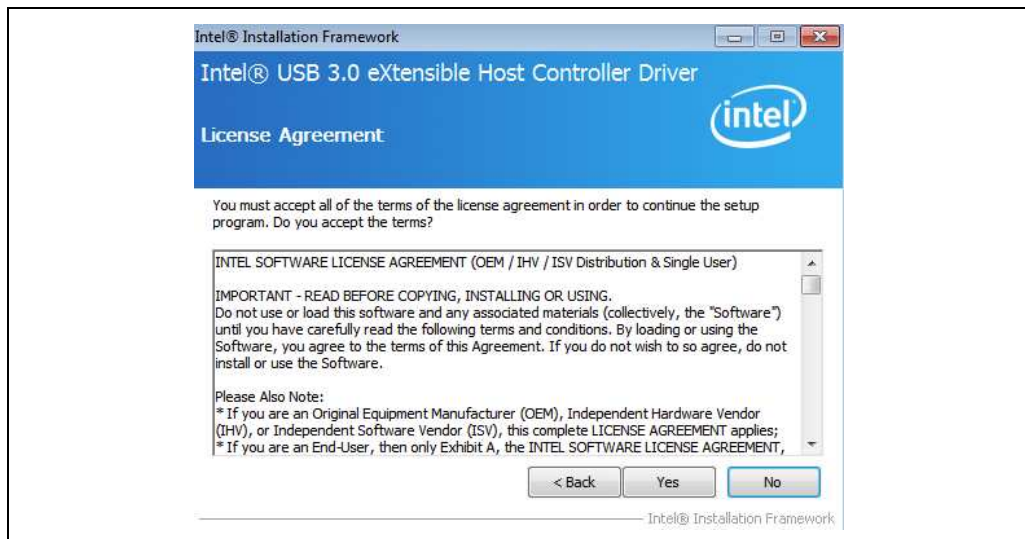 Intel® Installation Framework
Intel® USB 3.0 eXtensible Host Controller Driver
intel
License Agreement
You must accept all of the terms of the license agreement in order to continue the setup
program. Do you accept the terms?
INTEL SOFTWARE LICENSE AGREEMENT (OEM / IHV / ISV Distribution & Single User)
IMPORTANT - READ BEFORE COPYING, INSTALLING OR USING.
Do not use or load this software and any associated materials (collectively, the "Software")
until you have carefully read the following terms and conditions. By loading or using the
Software, you agree to the terms of this Agreement. If you do not wish to so agree, do not
install or use the Software.
Please Also Note:
* If you are an Original Equipment Manufacturer (OEM), Independent Hardware Vendor
(IHV), or Independent Software Vendor (ISV), this complete LICENSE AGREEMENT applies;
* If you are an End-User, then only Exhibit A, the INTEL SOFTWARE LICENSE AGREEMENT,
< Back
Yes
No
Intel® Installation Framework